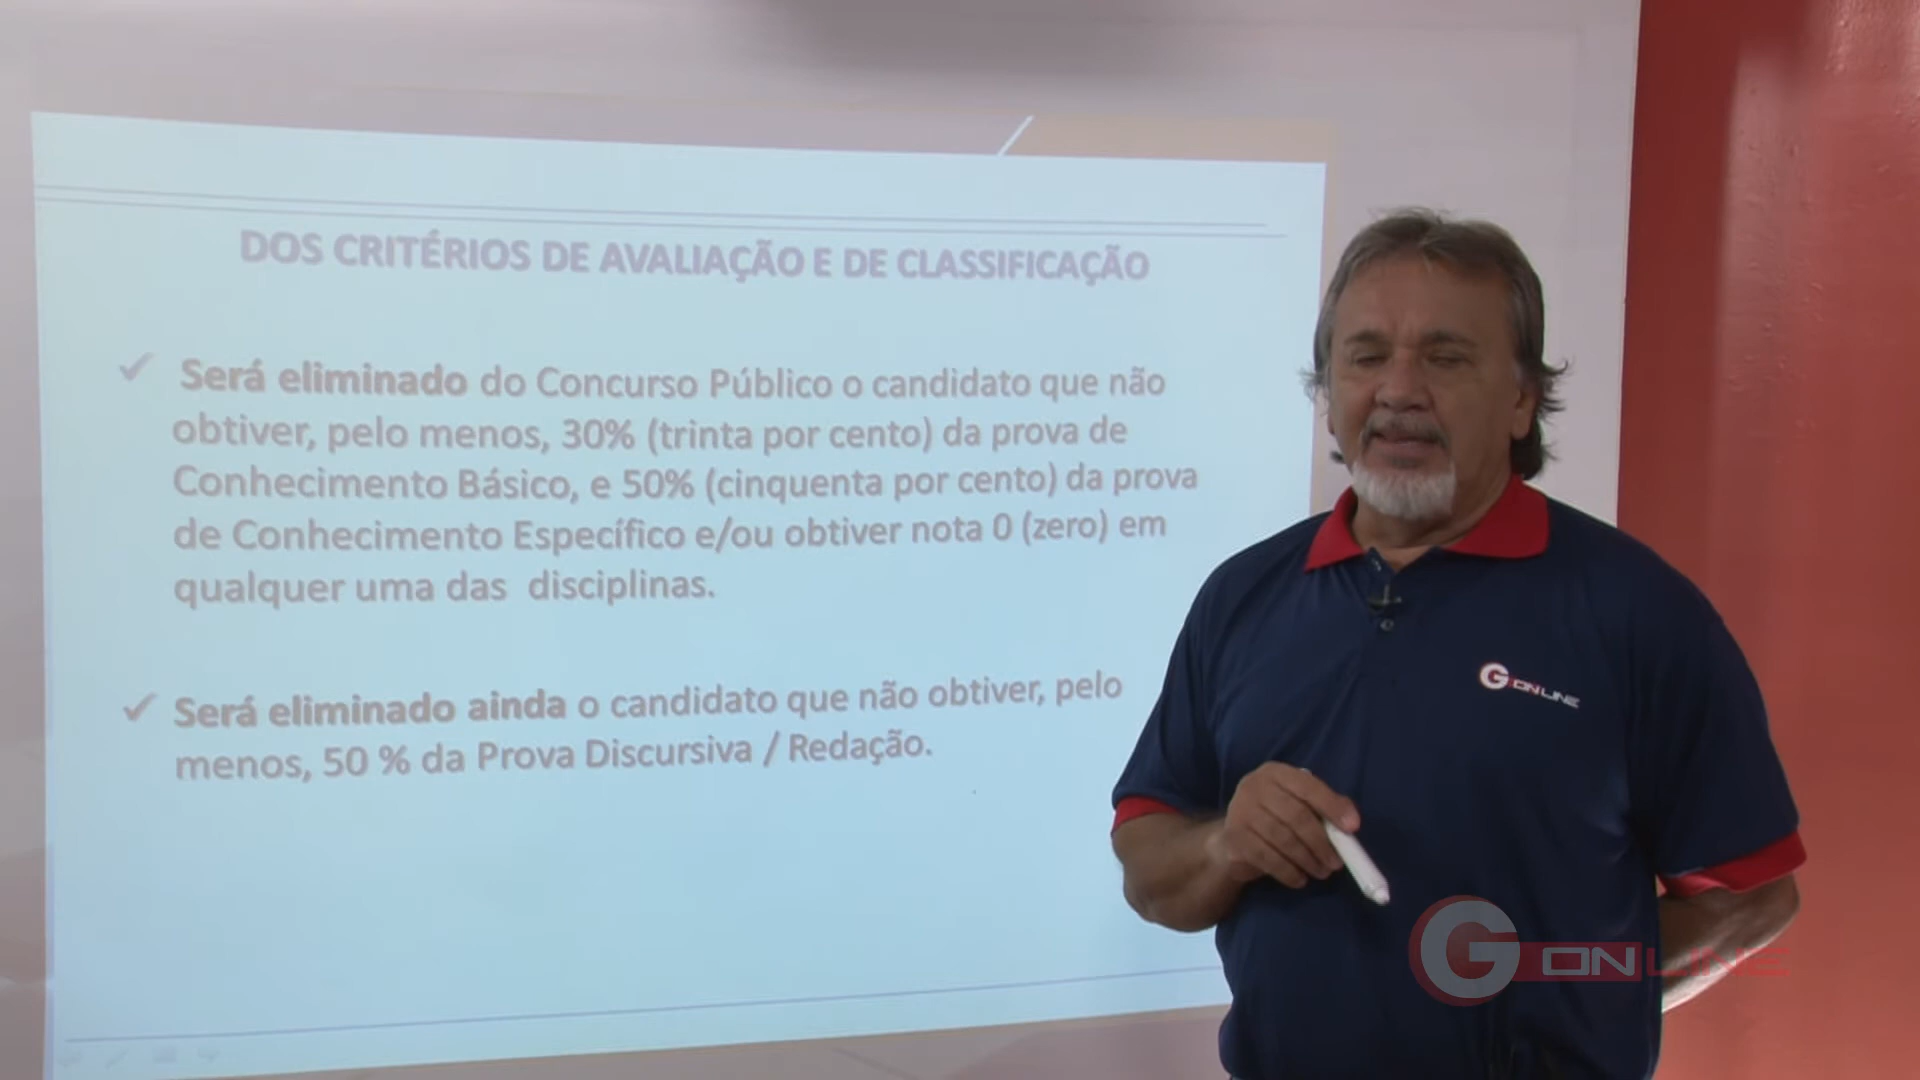 DOS CRITÉRIOS DE AVALIAÇÃO E DE CLASSIFICAÇÃO
✓ Será eliminado do Concurso Público o candidato que não
obtiver, pelo menos, 30% (trinta por cento) da prova de
Conhecimento Básico, e 50% (cinquenta por cento) da prova
de Conhecimento Específico e/ou obtiver nota 0 (zero) em
qualquer uma das disciplinas.
✓ Será eliminado ainda o candidato que não obtiver, pelo
menos, 50 % da Prova Discursiva / Redação.
G ONLINE
G ONLINE